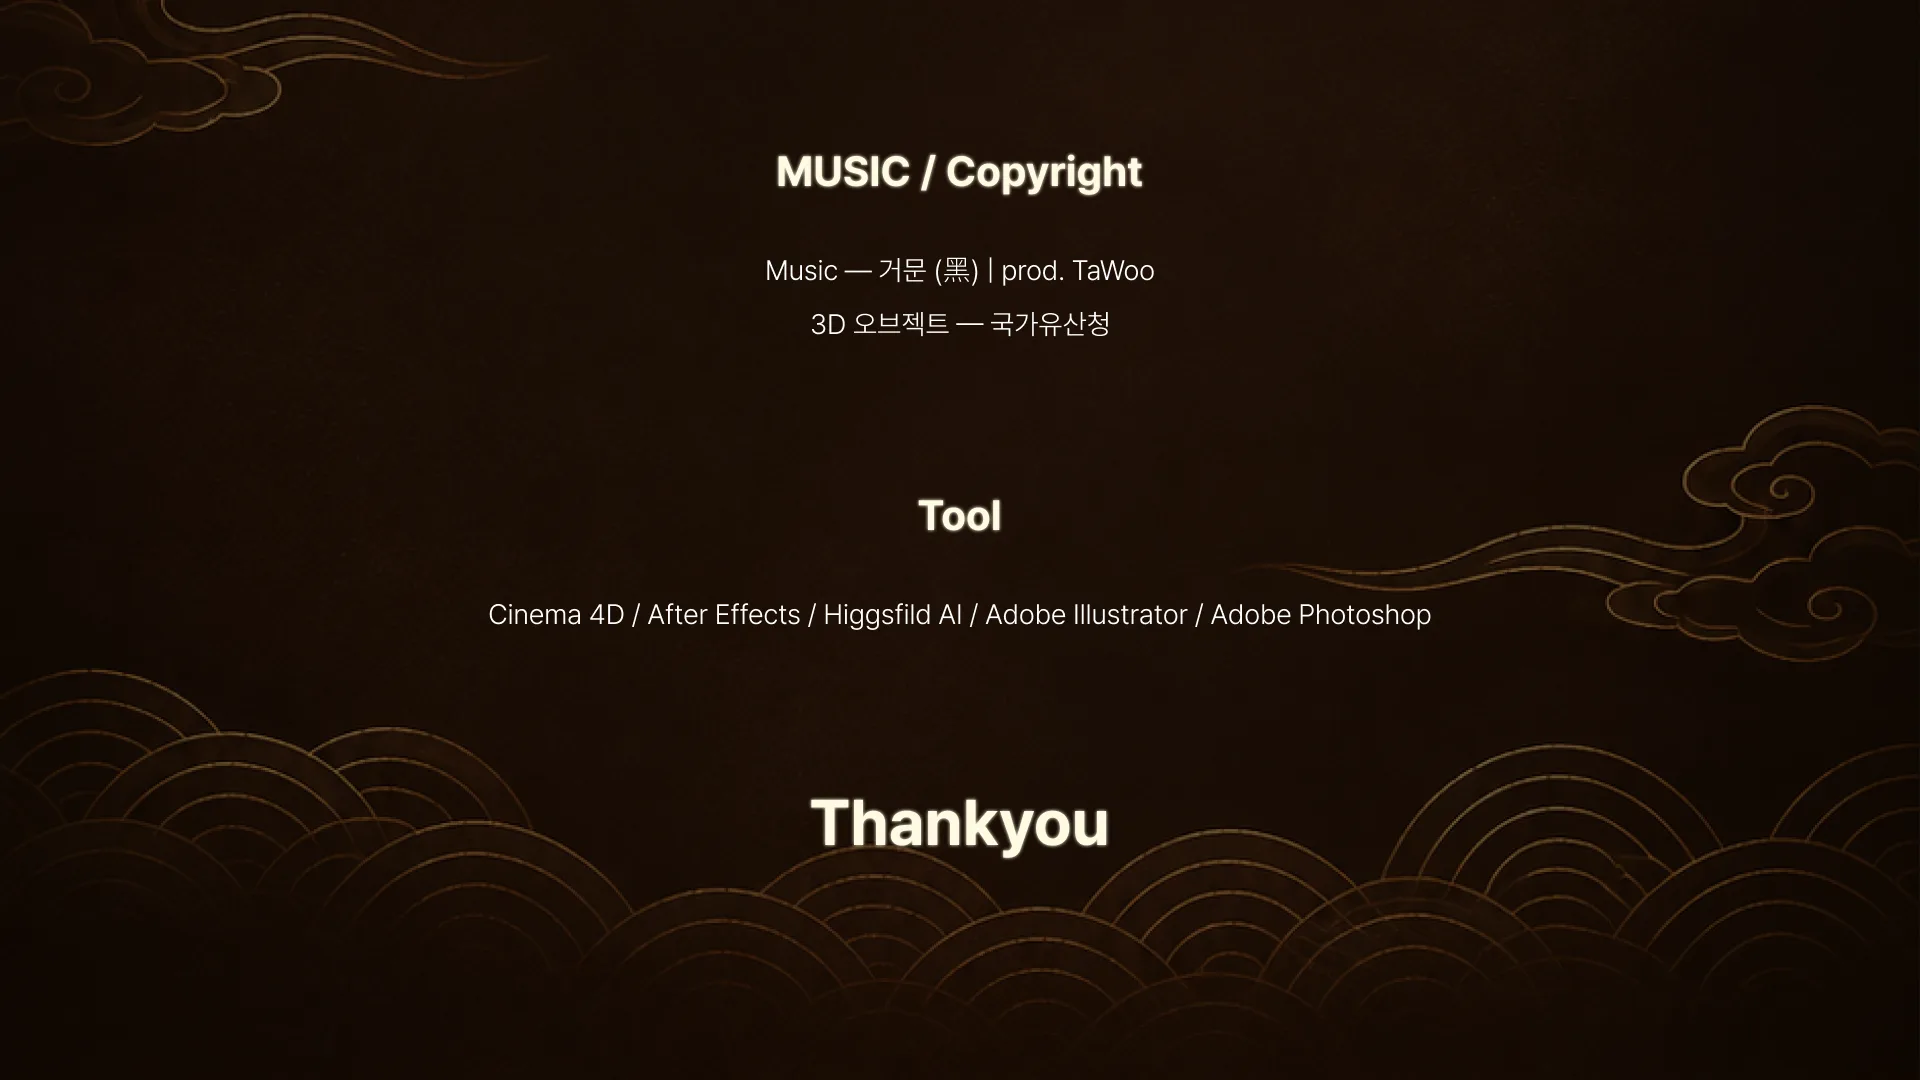 MUSIC / Copyright
Music — 거문 (黑) | prod. TaWoo
3D 오브젝트 — 국가유산청
Tool
Cinema 4D / After Effects / Higgsfild AI / Adobe Illustrator / Adobe Photoshop
Thankyou